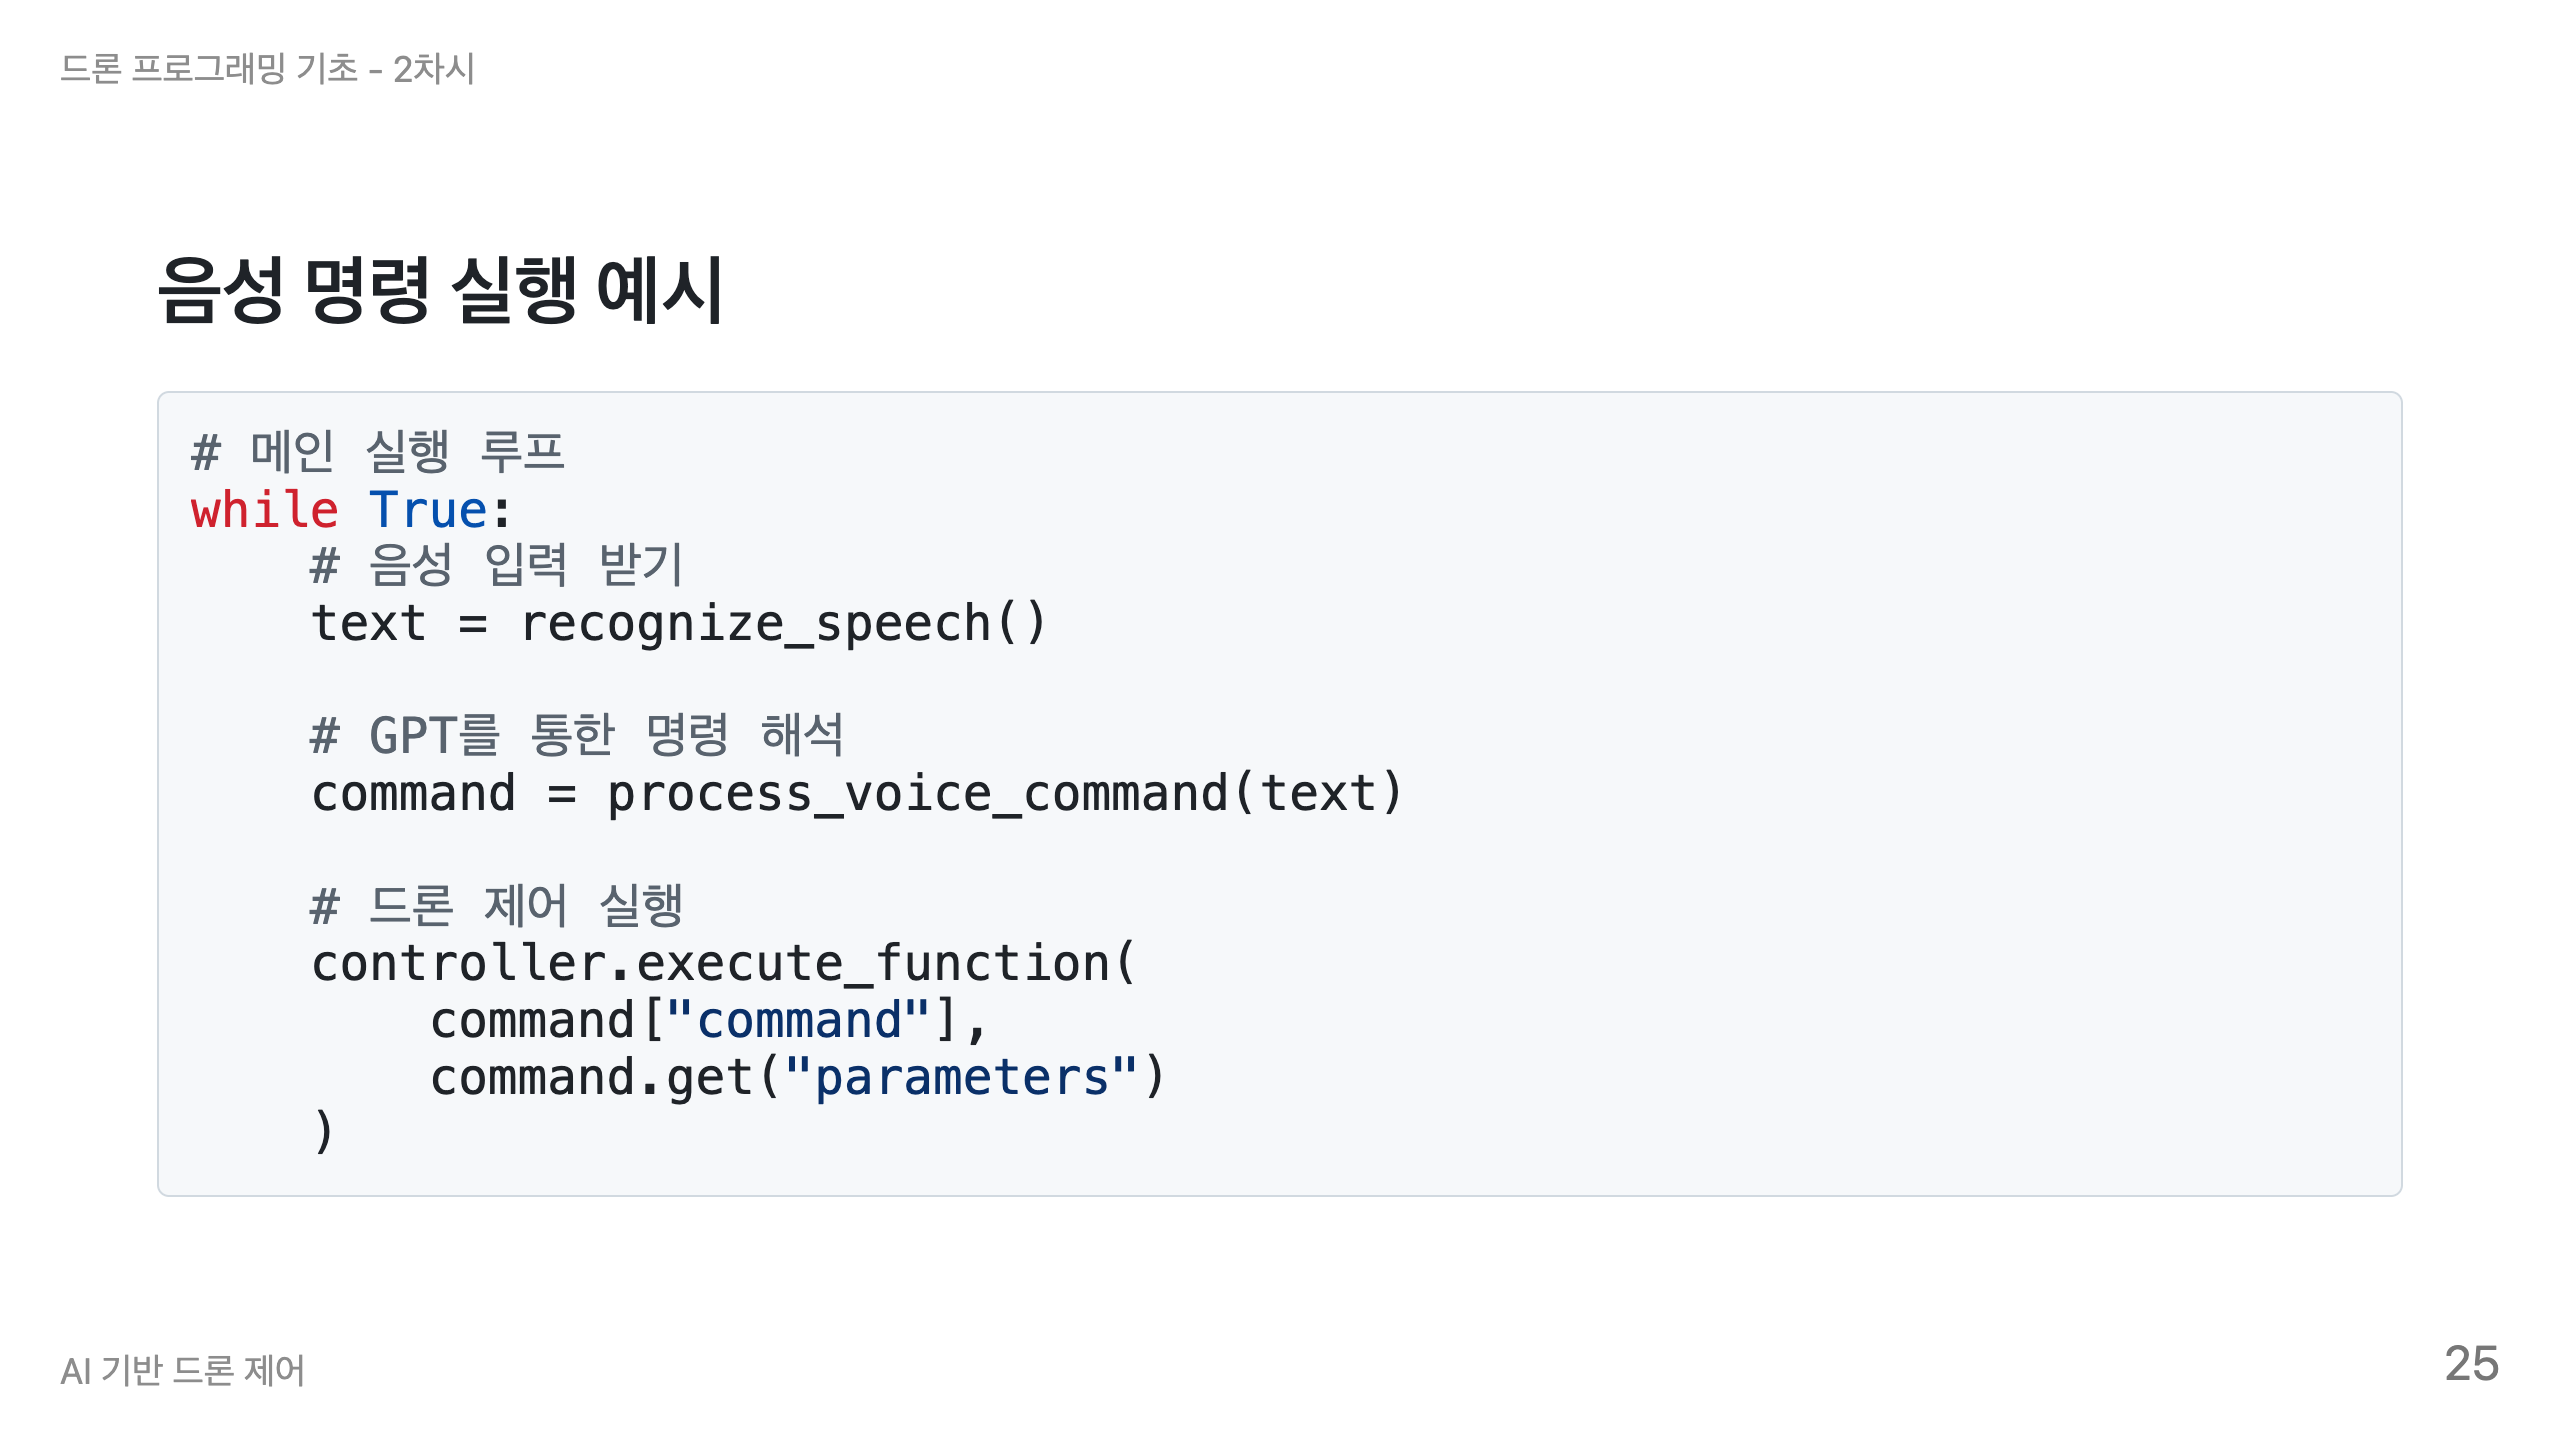 드론 프로그래밍 기초 - 2차시
음성 명령 실행 예시
# 메인 실행 루프
while True:
    # 음성 입력 받기
    text = recognize_speech()

    # GPT를 통한 명령 해석
    command = process_voice_command(text)

    # 드론 제어 실행
    controller.execute_function(
        command["command"],
        command.get("parameters")
    )
AI 기반 드론 제어
25